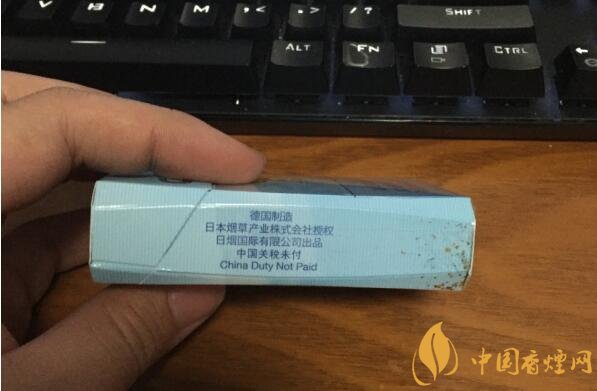 V B N M < , > . ? /
SHIFT
ALT FN CTRL
德国制造
日本烟草产业株式会社授权
日烟国际有限公司出品
中国关税未付
China Duty Not Paid
中国香煙网